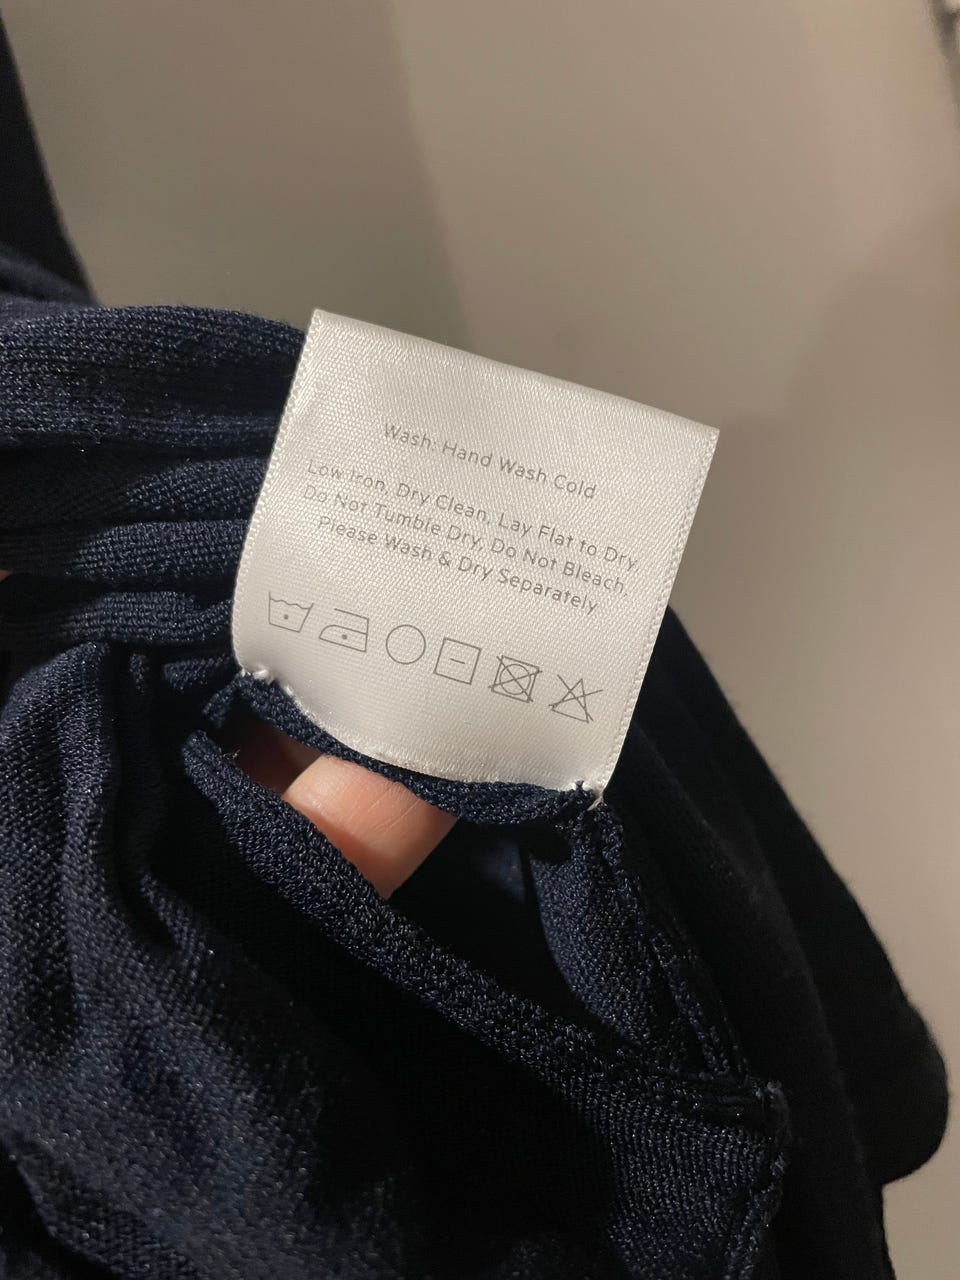 Wash: Hand Wash Cold
Low Iron, Dry Clean, Lay Flat to Dry,
Do Not Tumble Dry, Do Not Bleach,
Please Wash & Dry Separately